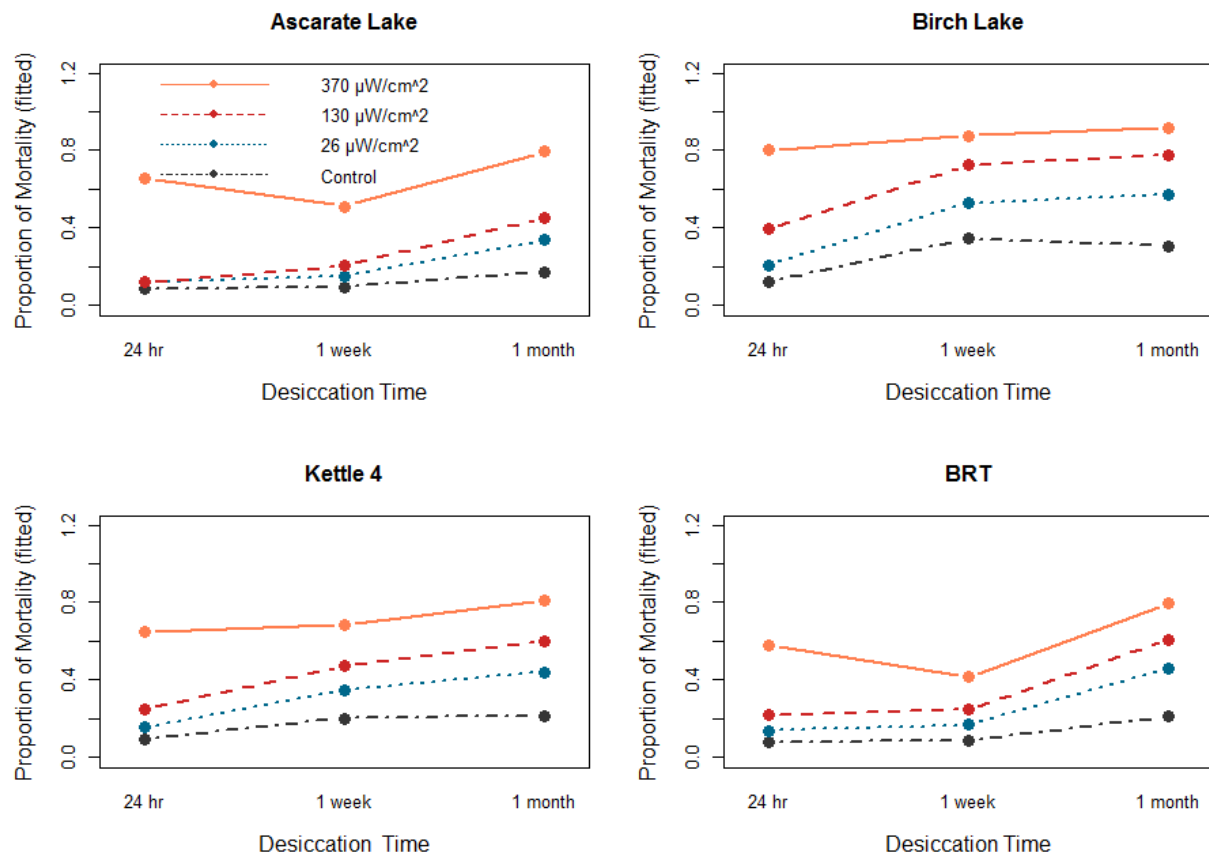 Ascarate Lake
Proportion of Mortality (fitted)
1.2
0.8
0.4
0.0
370 µW/cm^2
130 µW/cm^2
26 µW/cm^2
Control
24 hr
1 week
1 month
Desiccation Time
Birch Lake
Proportion of Mortality (fitted)
1.2
0.8
0.4
0.0
24 hr
1 week
1 month
Desiccation Time
Kettle 4
Proportion of Mortality (fitted)
1.2
0.8
0.4
0.0
24 hr
1 week
1 month
Desiccation Time
BRT
Proportion of Mortality (fitted)
1.2
0.8
0.4
0.0
24 hr
1 week
1 month
Desiccation Time